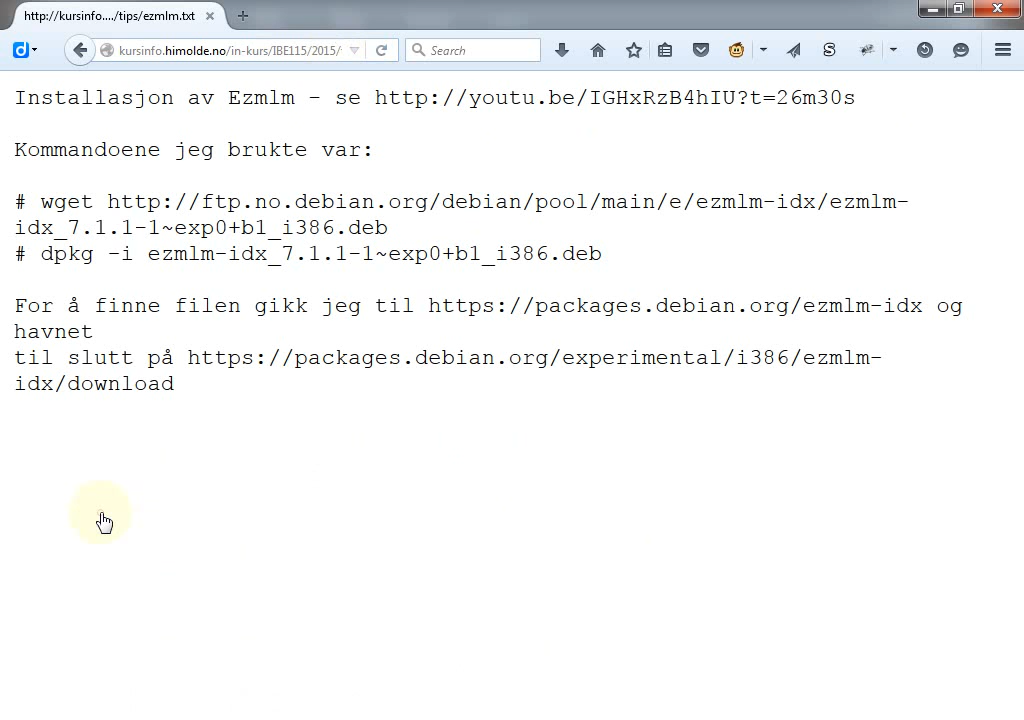 http://kursinfo..../tips/ezmlm.txt
kursinfo.himolde.no/in-kurs/IBE115/2015/
Search
Installasjon av Ezmlm - se http://youtu.be/IGHxRzB4hIU?t=26m30s
Kommandoene jeg brukte var:
# wget http://ftp.no.debian.org/debian/pool/main/e/ezmlm-idx/ezmlm-
idx_7.1.1-1~exp0+b1_i386.deb
# dpkg -i ezmlm-idx_7.1.1-1~exp0+b1_i386.deb
For å finne filen gikk jeg til https://packages.debian.org/ezmlm-idx og
havnet
til slutt på https://packages.debian.org/experimental/i386/ezmlm-
idx/download